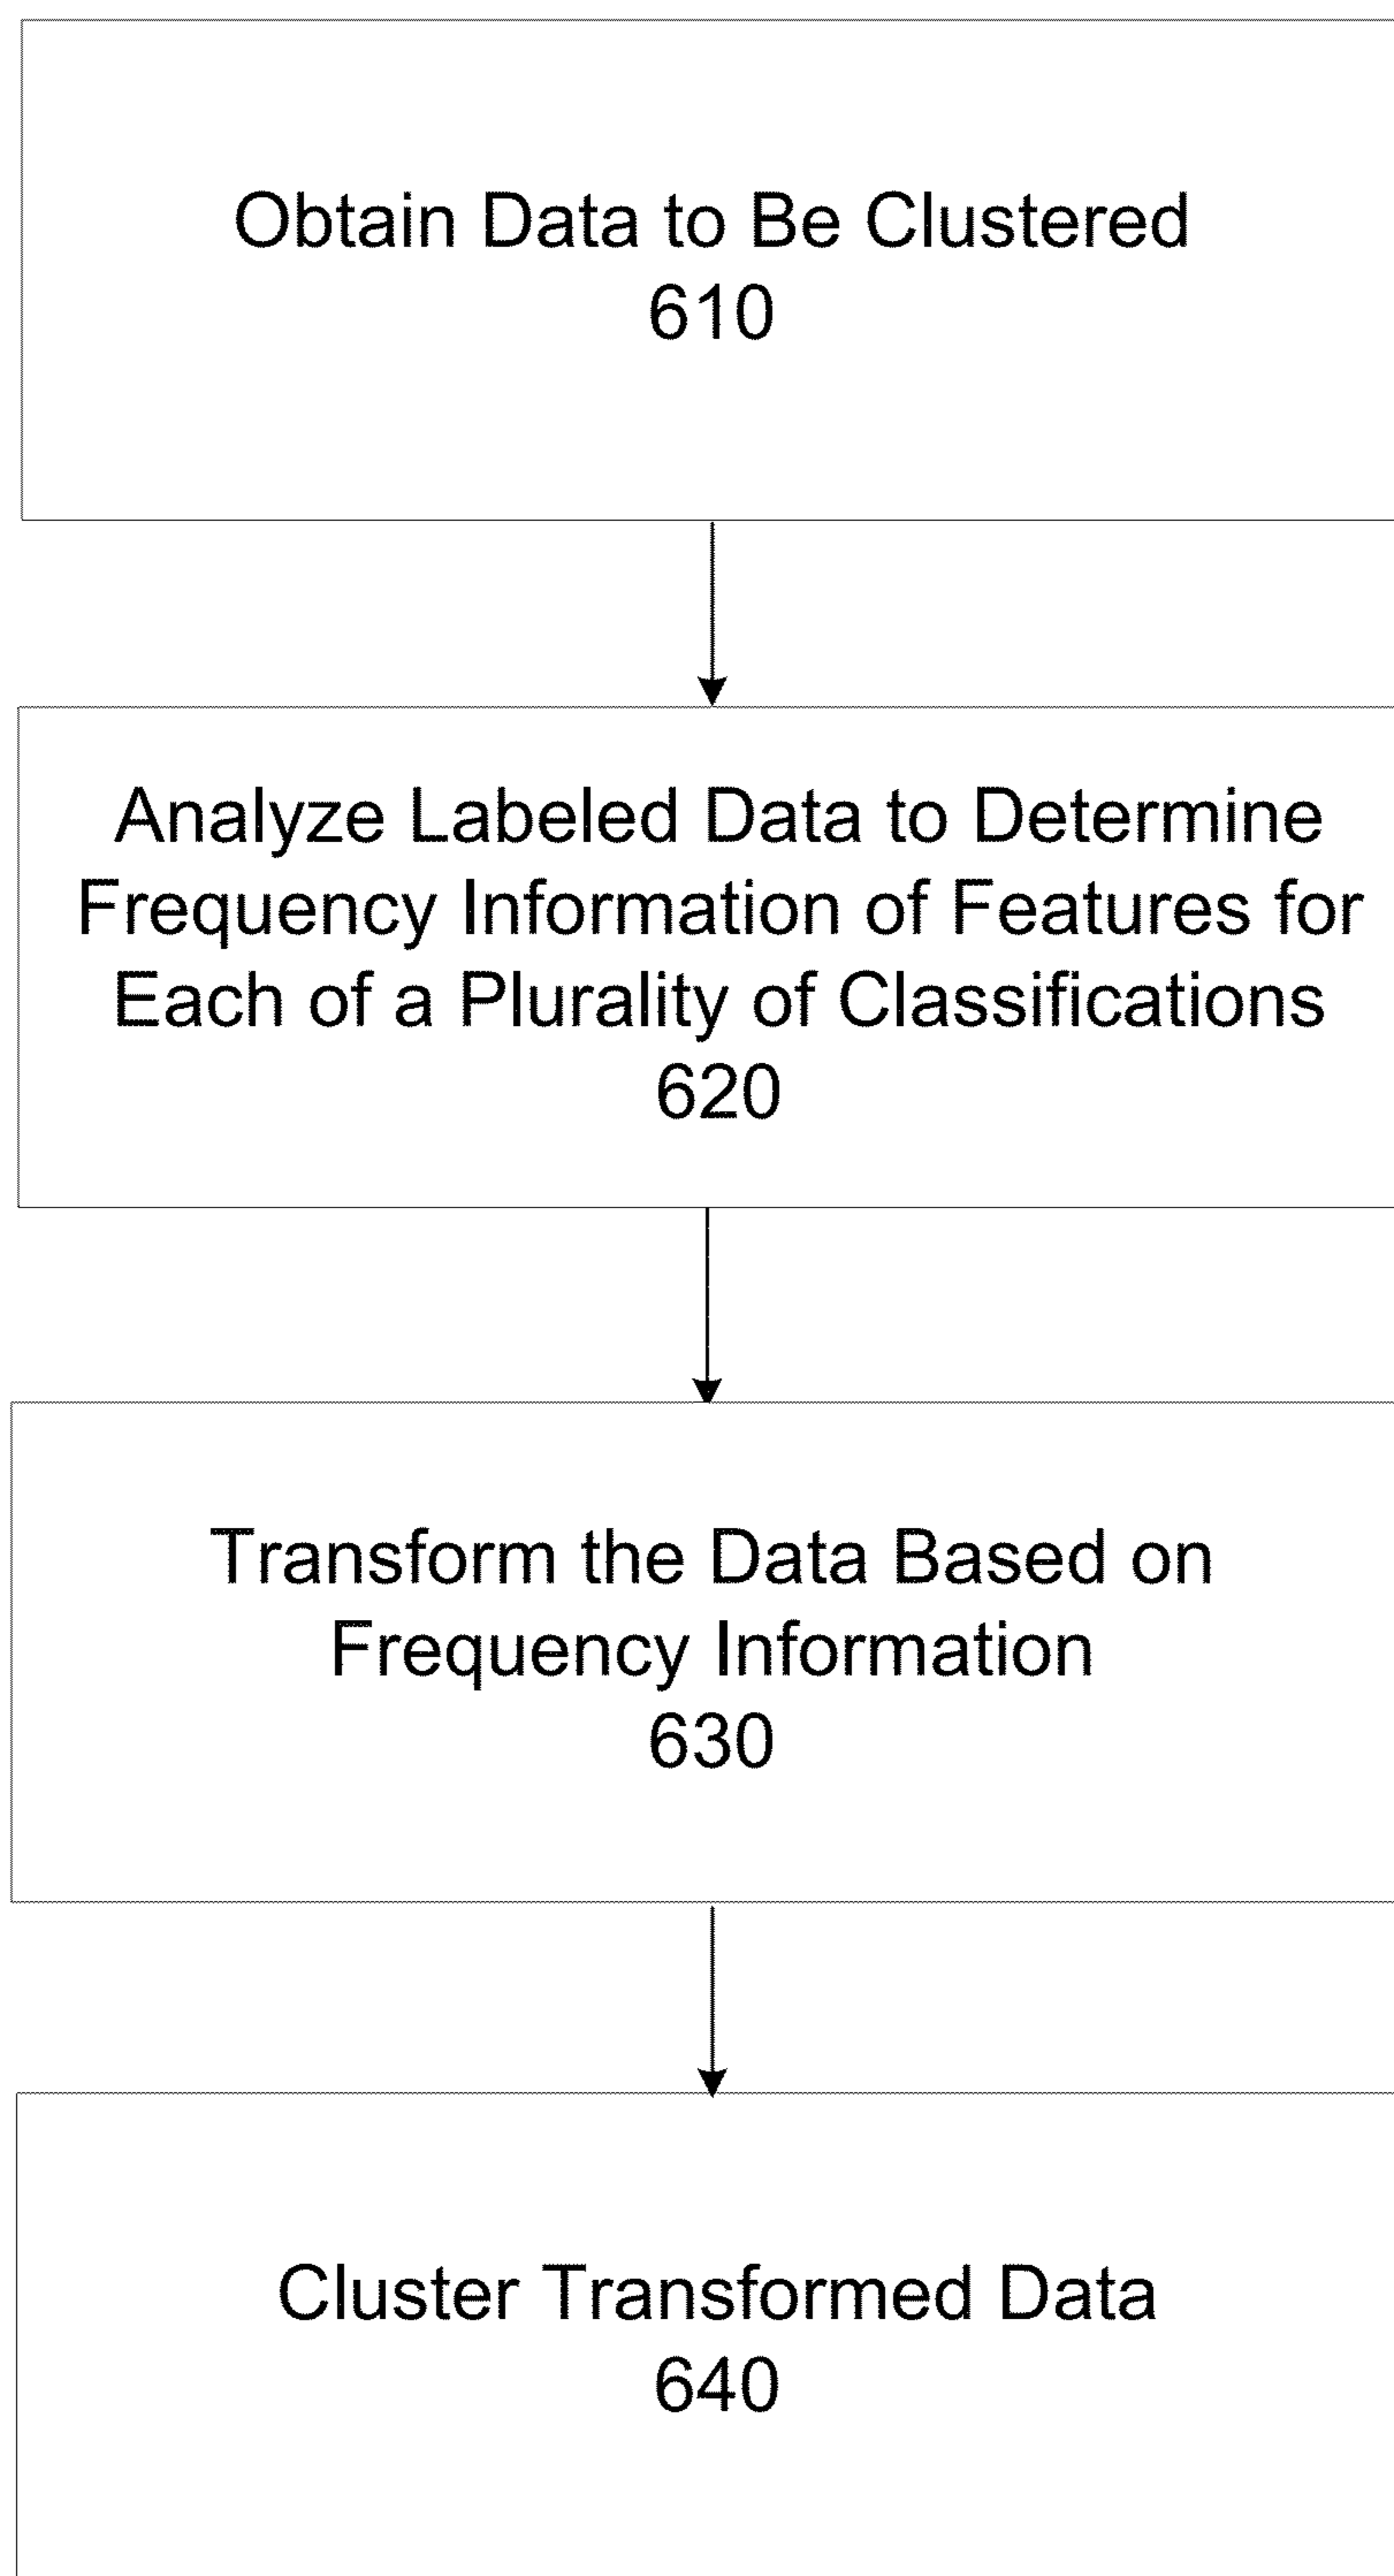 Obtain Data to Be Clustered
610
Analyze Labeled Data to Determine
Frequency Information of Features for
Each of a Plurality of Classifications
620
Transform the Data Based on
Frequency Information
630
Cluster Transformed Data
640